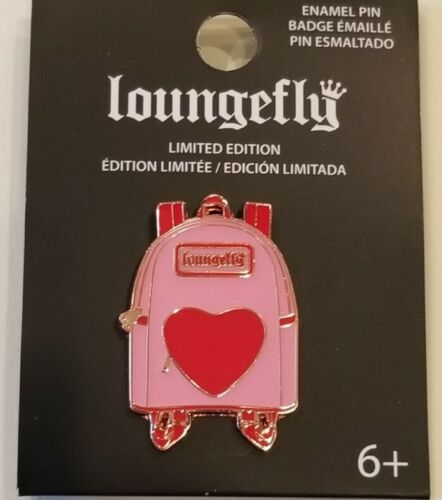 ENAMEL PIN
BADGE ÉMAILLÉ
PIN ESMALTADO
loungefly
LIMITED EDITION
ÉDITION LIMITÉE / EDICIÓN LIMITADA
loungefly
6+